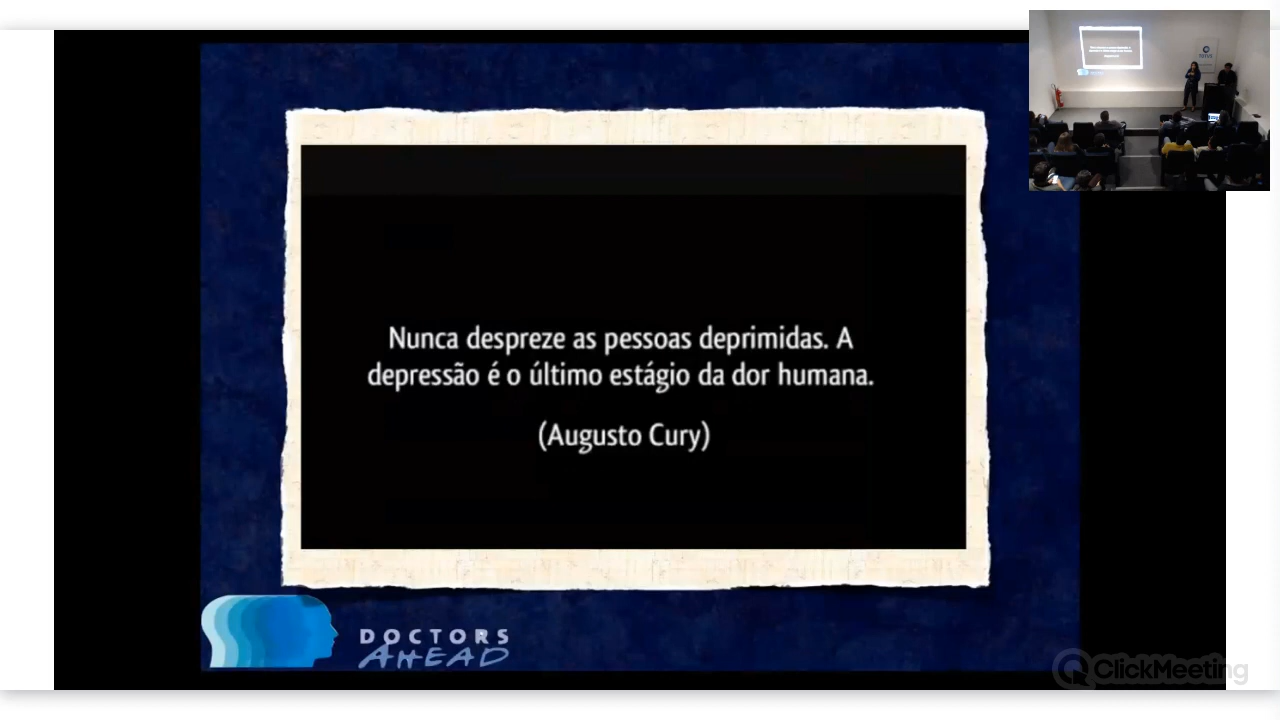 Nunca despreze as pessoas deprimidas. A
depressão é o último estágio da dor humana.
(Augusto Cury)
DOCTORS
AHEAD
ClickMeeting